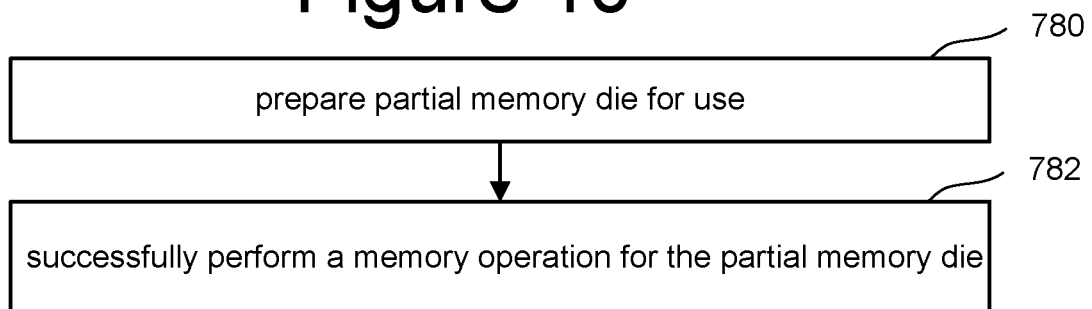 780
prepare partial memory die for use
782
successfully perform a memory operation for the partial memory die